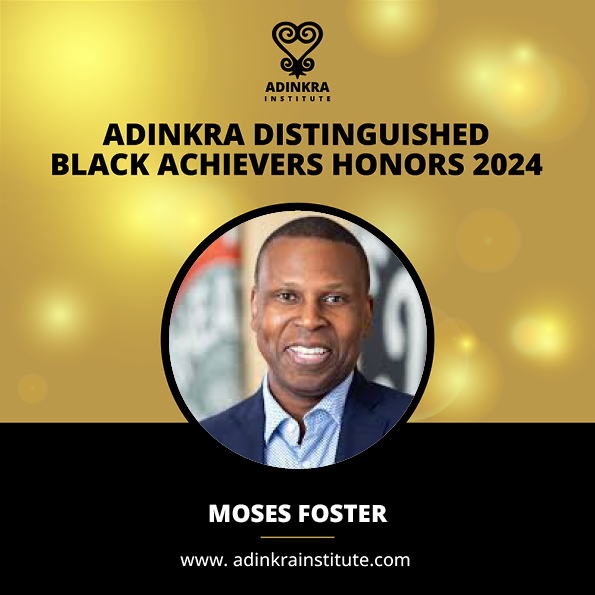 ADINKRA
INSTITUTE
ADINKRA DISTINGUISHED
BLACK ACHIEVERS HONORS 2024
MOSES FOSTER
www. adinkrainstitute.com